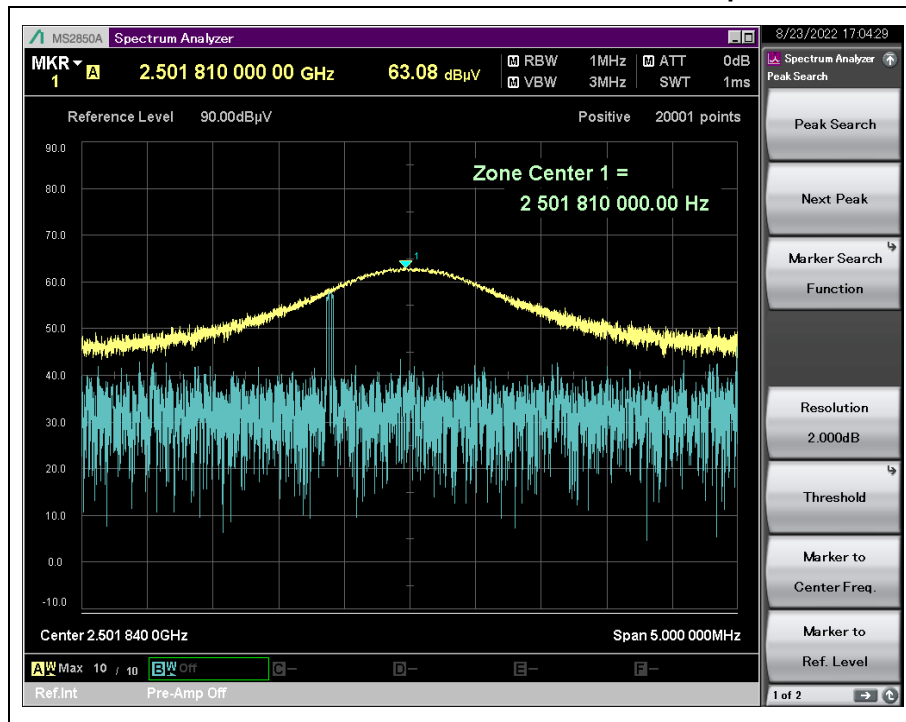 MS2850A Spectrum Analyzer
8/23/2022 17:04:29
MKR 1 A 2.501 810 000 00 GHz 63.08 dBµV
M RBW 1MHz M ATT 0dB
M VBW 3MHz SWT 1ms
Spectrum Analyzer
Peak Search
Reference Level 90.00dBµV Positive 20001 points
90.0
80.0
70.0
60.0
50.0
40.0
30.0
20.0
10.0
0.0
-10.0
Zone Center 1 =
2 501 810 000.00 Hz
1
Center 2.501 840 0GHz Span 5.000 000MHz
A W Max 10 / 10 B W Off C- D- E- F-
Ref.Int Pre-Amp Off
Peak Search
Next Peak
Marker Search
Function
Resolution
2.000dB
Threshold
Marker to
Center Freq.
Marker to
Ref. Level
1 of 2